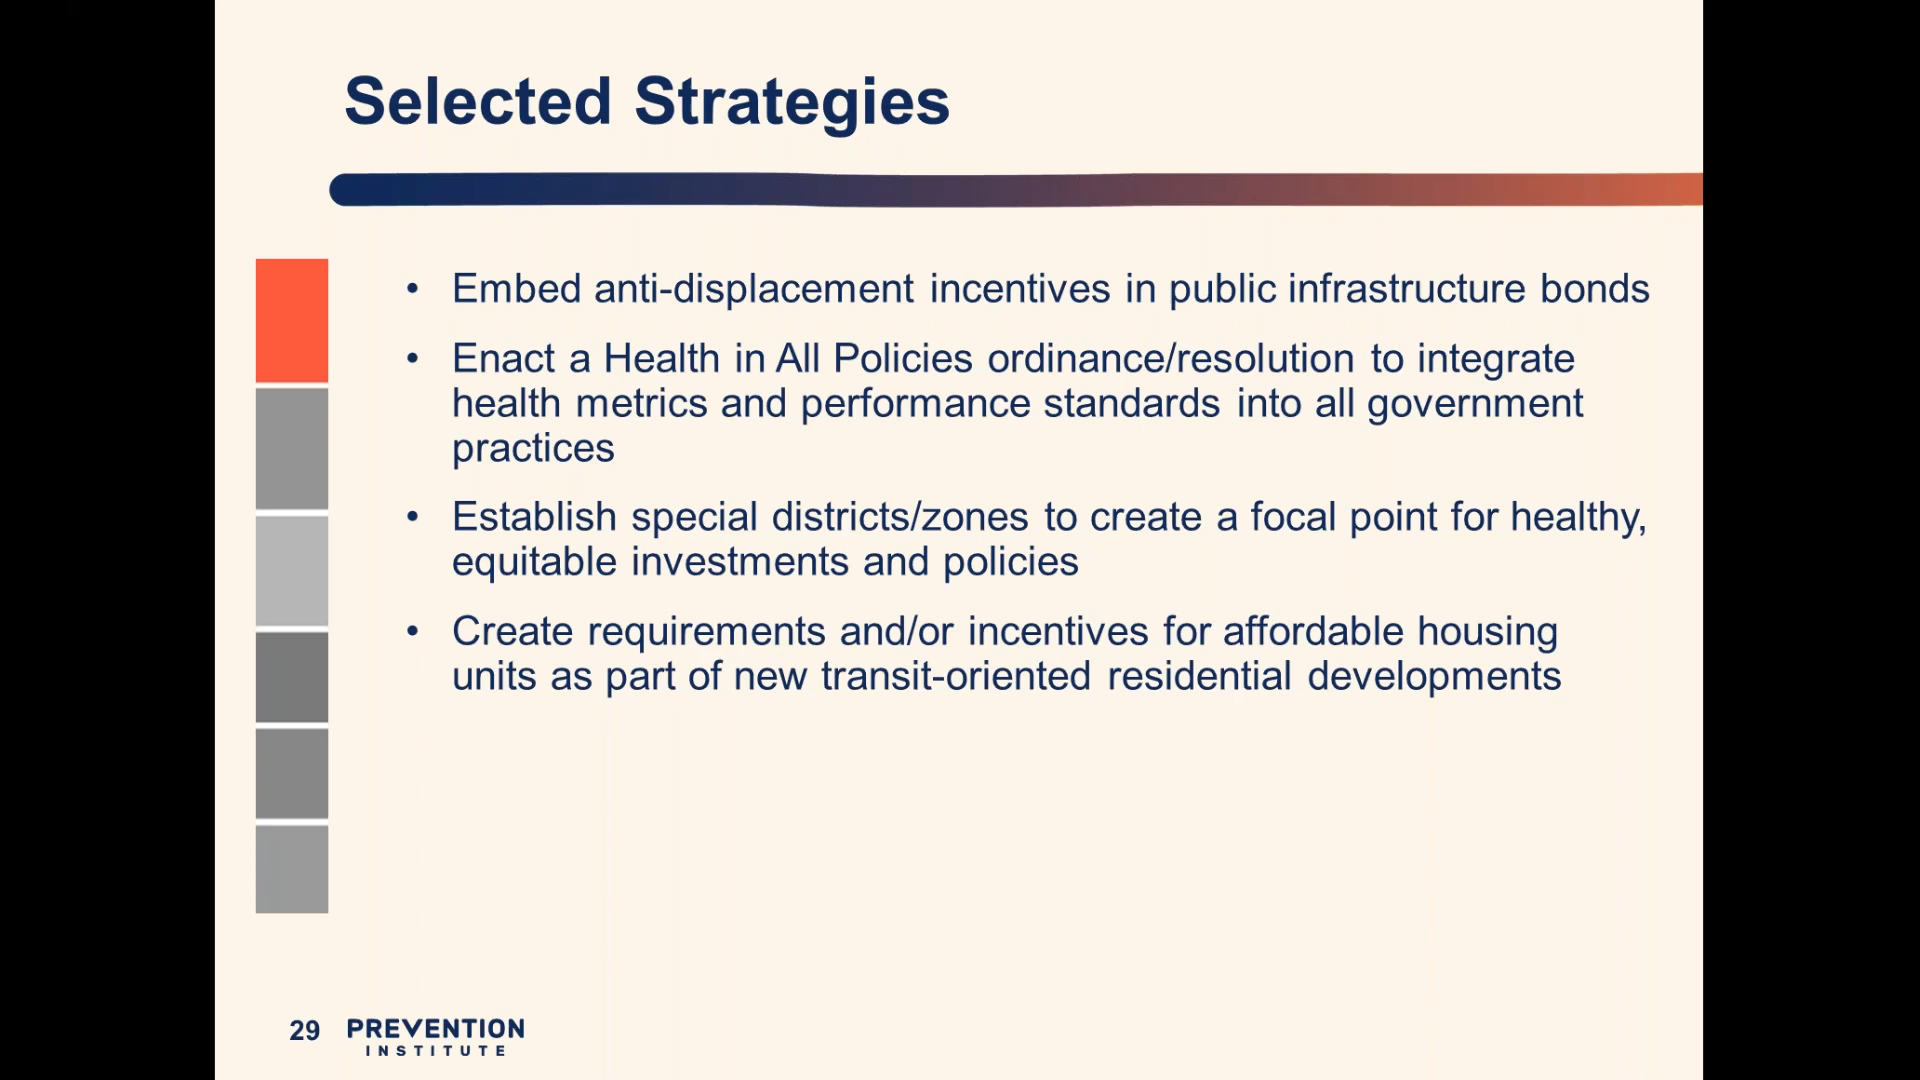 Selected Strategies
• Embed anti-displacement incentives in public infrastructure bonds
• Enact a Health in All Policies ordinance/resolution to integrate
health metrics and performance standards into all government
practices
• Establish special districts/zones to create a focal point for healthy,
equitable investments and policies
• Create requirements and/or incentives for affordable housing
units as part of new transit-oriented residential developments
29 PREVENTION
INSTITUTE